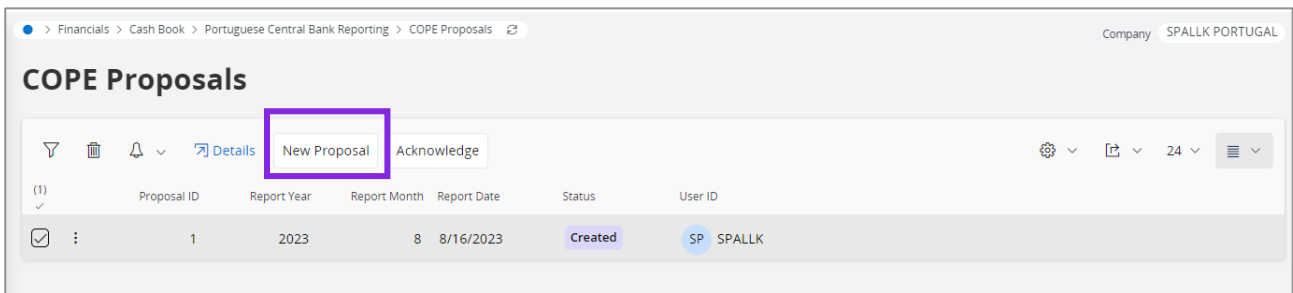 > Financials > Cash Book > Portuguese Central Bank Reporting > COPE Proposals
Company SPALLK PORTUGAL
COPE Proposals
Details New Proposal Acknowledge 24
(1) Proposal ID Report Year Report Month Report Date Status User ID
1 2023 8 8/16/2023 Created SP SPALLK